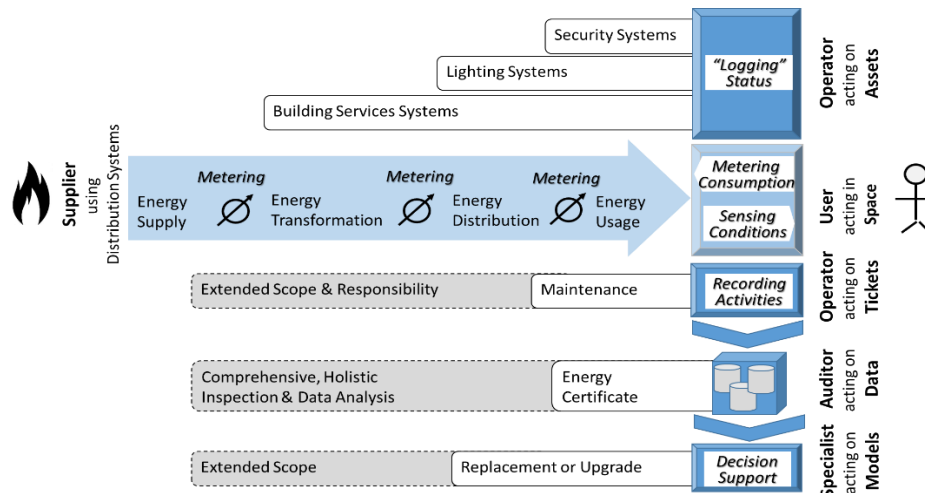 Security Systems
Lighting Systems
Building Services Systems
“Logging”
Status
Operator
acting on
Assets
Supplier
using
Distribution Systems
Metering
Metering
Metering
Energy
Supply
Energy
Transformation
Energy
Distribution
Energy
Usage
Metering
Consumption
Sensing
Conditions
User
acting in
Space
Extended Scope & Responsibility
Maintenance
Recording
Activities
Operator
acting on
Tickets
Comprehensive, Holistic
Inspection & Data Analysis
Energy
Certificate
Auditor
acting on
Data
Extended Scope
Replacement or Upgrade
Decision
Support
Specialist
acting on
Models